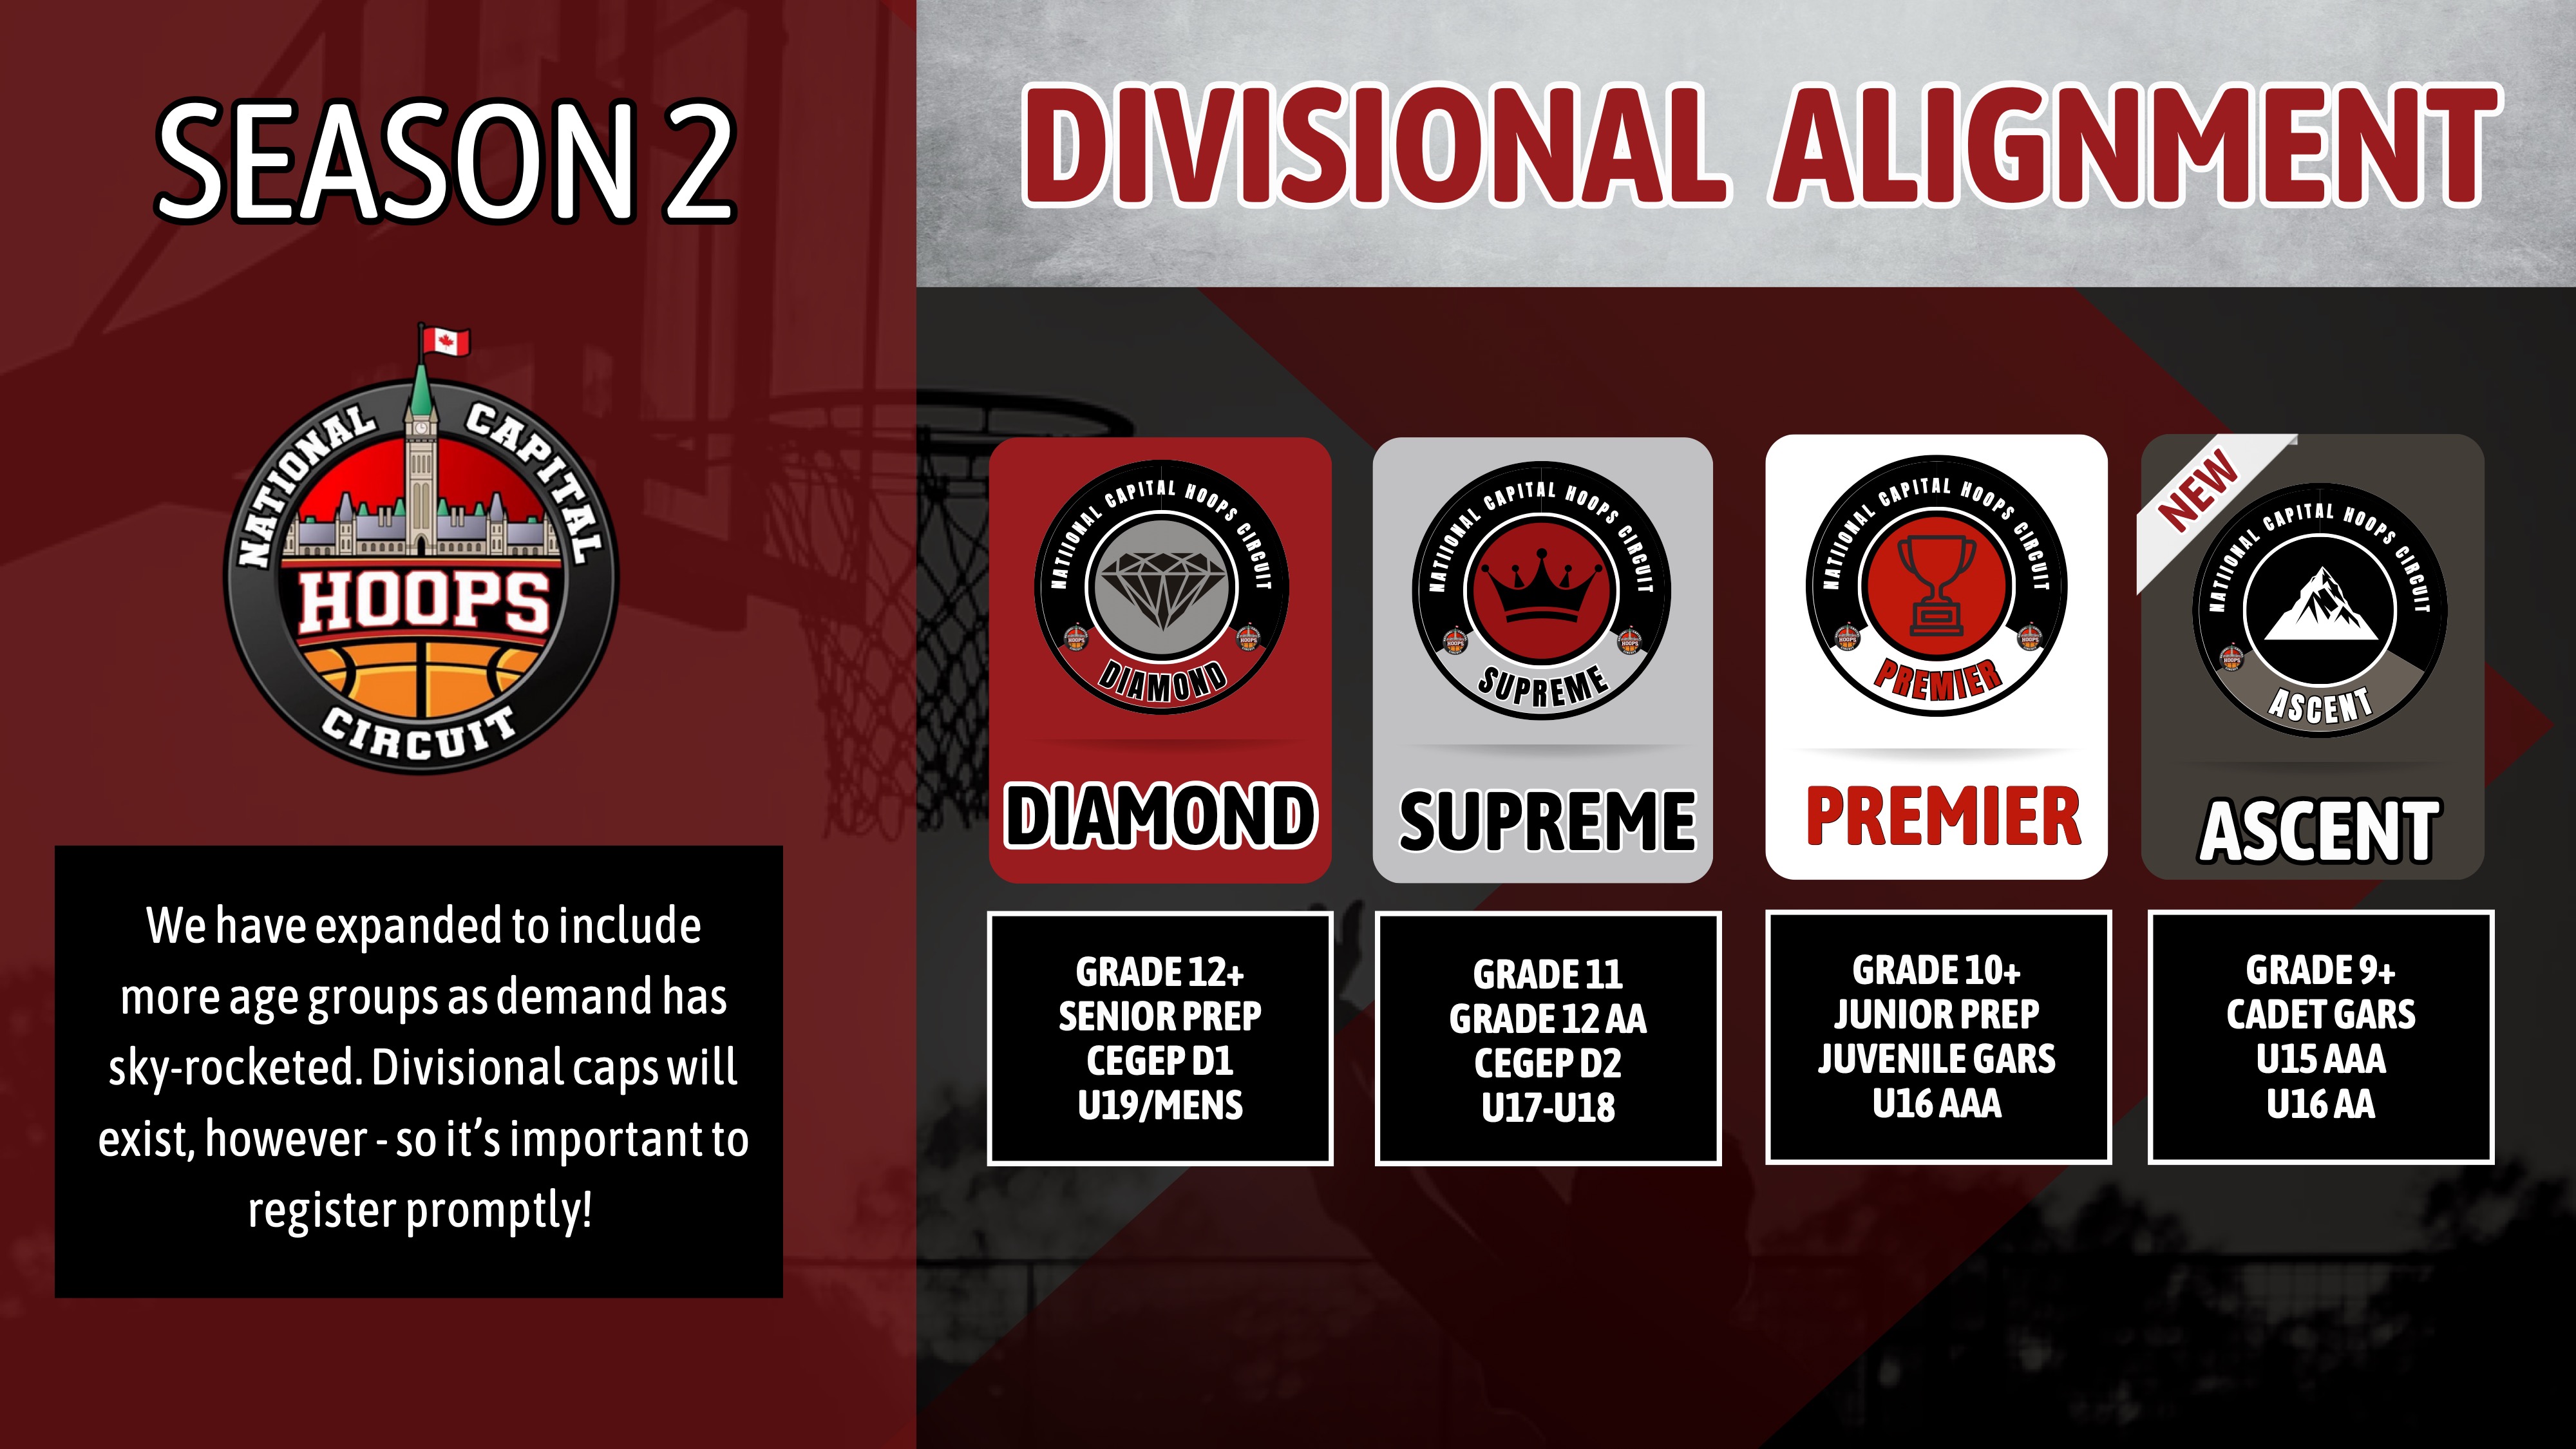 SEASON 2
DIVISIONAL ALIGNMENT
NATIONAL CAPITAL
HOOPS
CIRCUIT
We have expanded to include
more age groups as demand has
sky-rocketed. Divisional caps will
exist, however - so it's important to
register promptly!
NATIIONAL CAPITAL HOOPS CIRCUIT
DIAMOND
DIAMOND
GRADE 12+
SENIOR PREP
CEGEP D1
U19/MENS
NATIIONAL CAPITAL HOOPS CIRCUIT
SUPREME
SUPREME
GRADE 11
GRADE 12 AA
CEGEP D2
U17-U18
NATIIONAL CAPITAL HOOPS CIRCUIT
PREMIER
PREMIER
GRADE 10+
JUNIOR PREP
JUVENILE GARS
U16 AAA
NEW
NATIIONAL CAPITAL HOOPS CIRCUIT
ASCENT
ASCENT
GRADE 9+
CADET GARS
U15 AAA
U16 AA